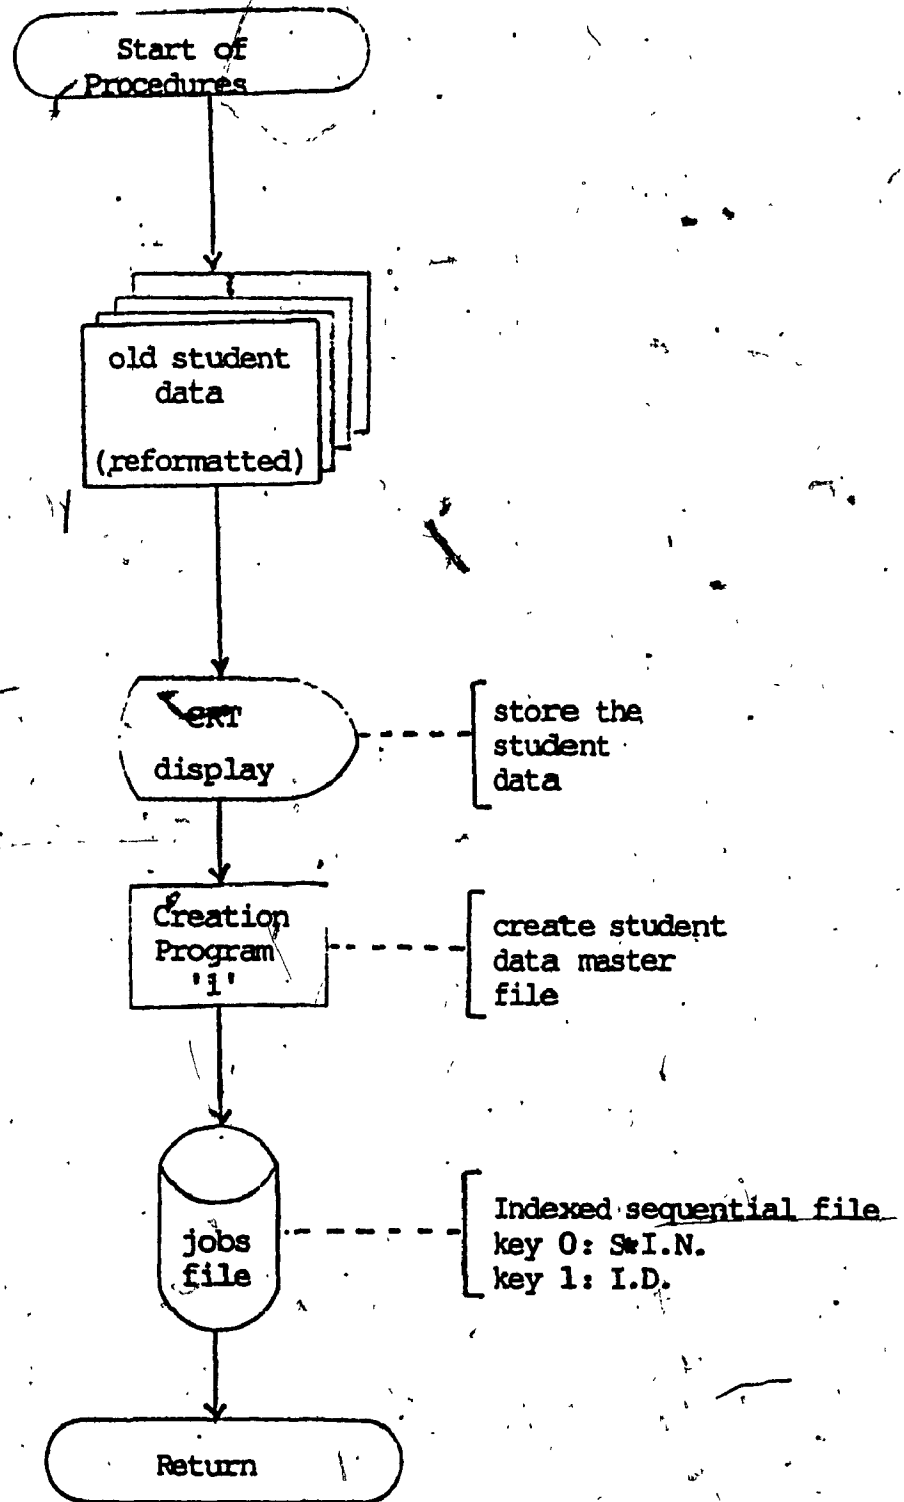 Start of
Procedures
old student
data
(reformatted)
CRT
display
store the
student
data
Creation
Program
'1'
create student
data master
file
jobs
file
Indexed sequential file
key 0: S.I.N.
key 1: I.D.
Return